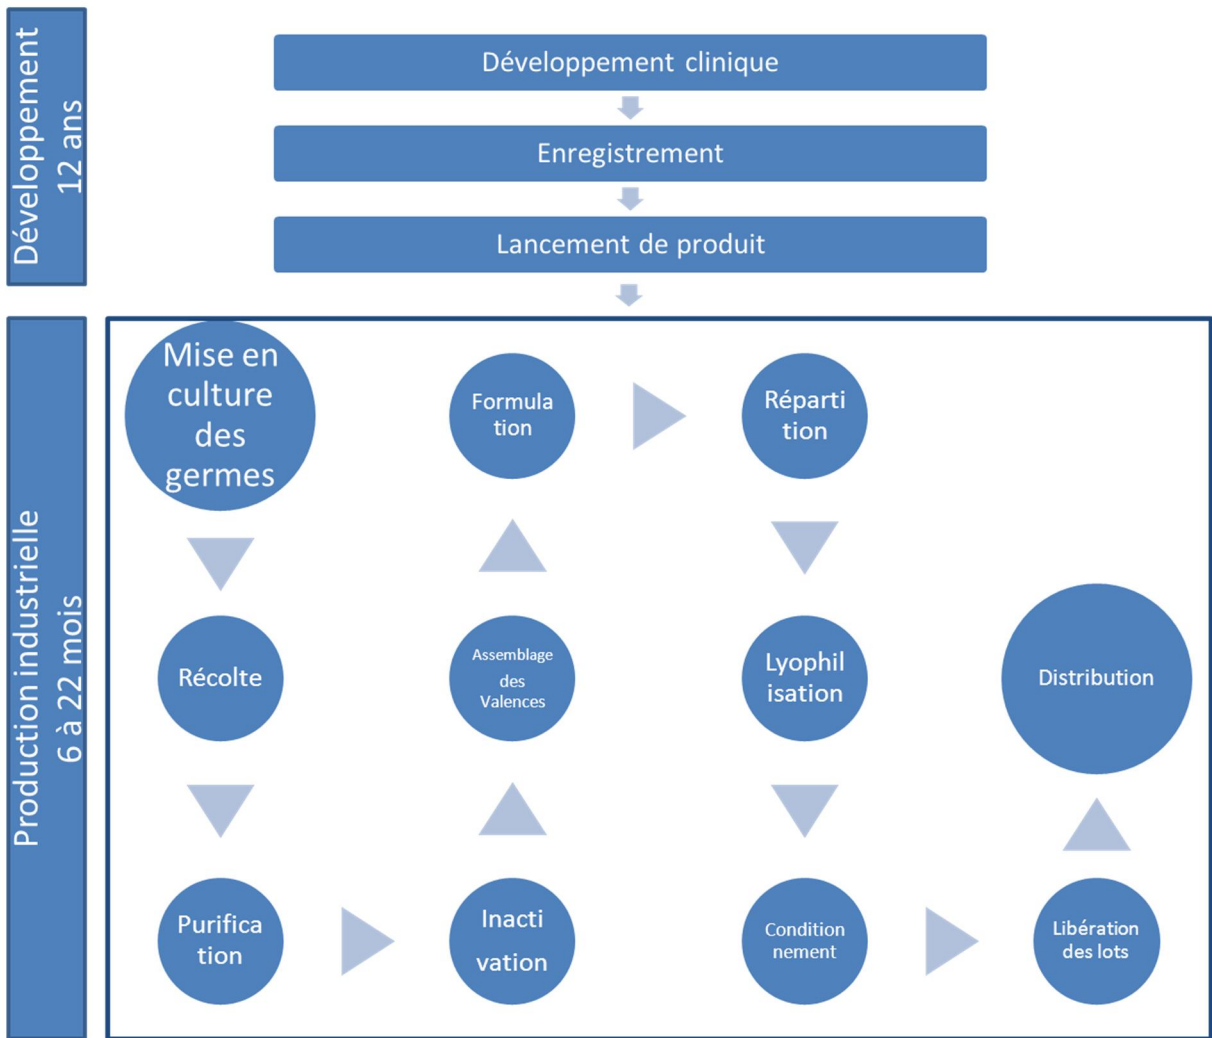 Développement
12 ans
Développement clinique
Enregistrement
Lancement de produit
Production industrielle
6 à 22 mois
Mise en
culture
des
germes
Récolte
Purifica
tion
Inacti
vation
Assemblage
des
Valences
Formula
tion
Réparti
tion
Lyophil
isation
Condition
nement
Libération
des lots
Distribution